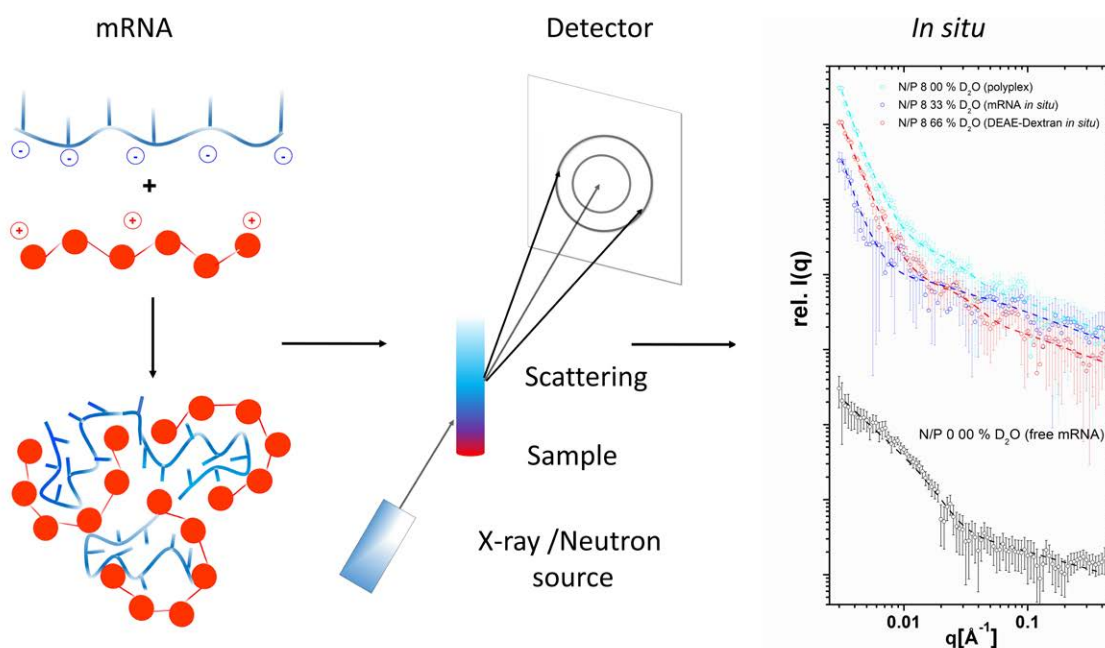 mRNA
Detector
In situ
-
-
-
-
-
+
+
+
+
Scattering
Sample
X-ray /Neutron
source
N/P 8 00 % D₂O (polyplex)
N/P 8 33 % D₂O (mRNA in situ)
N/P 8 66 % D₂O (DEAE-Dextran in situ)
rel. I(q)
N/P 0 00 % D₂O (free mRNA)
0.01
0.1
q[Å⁻¹]